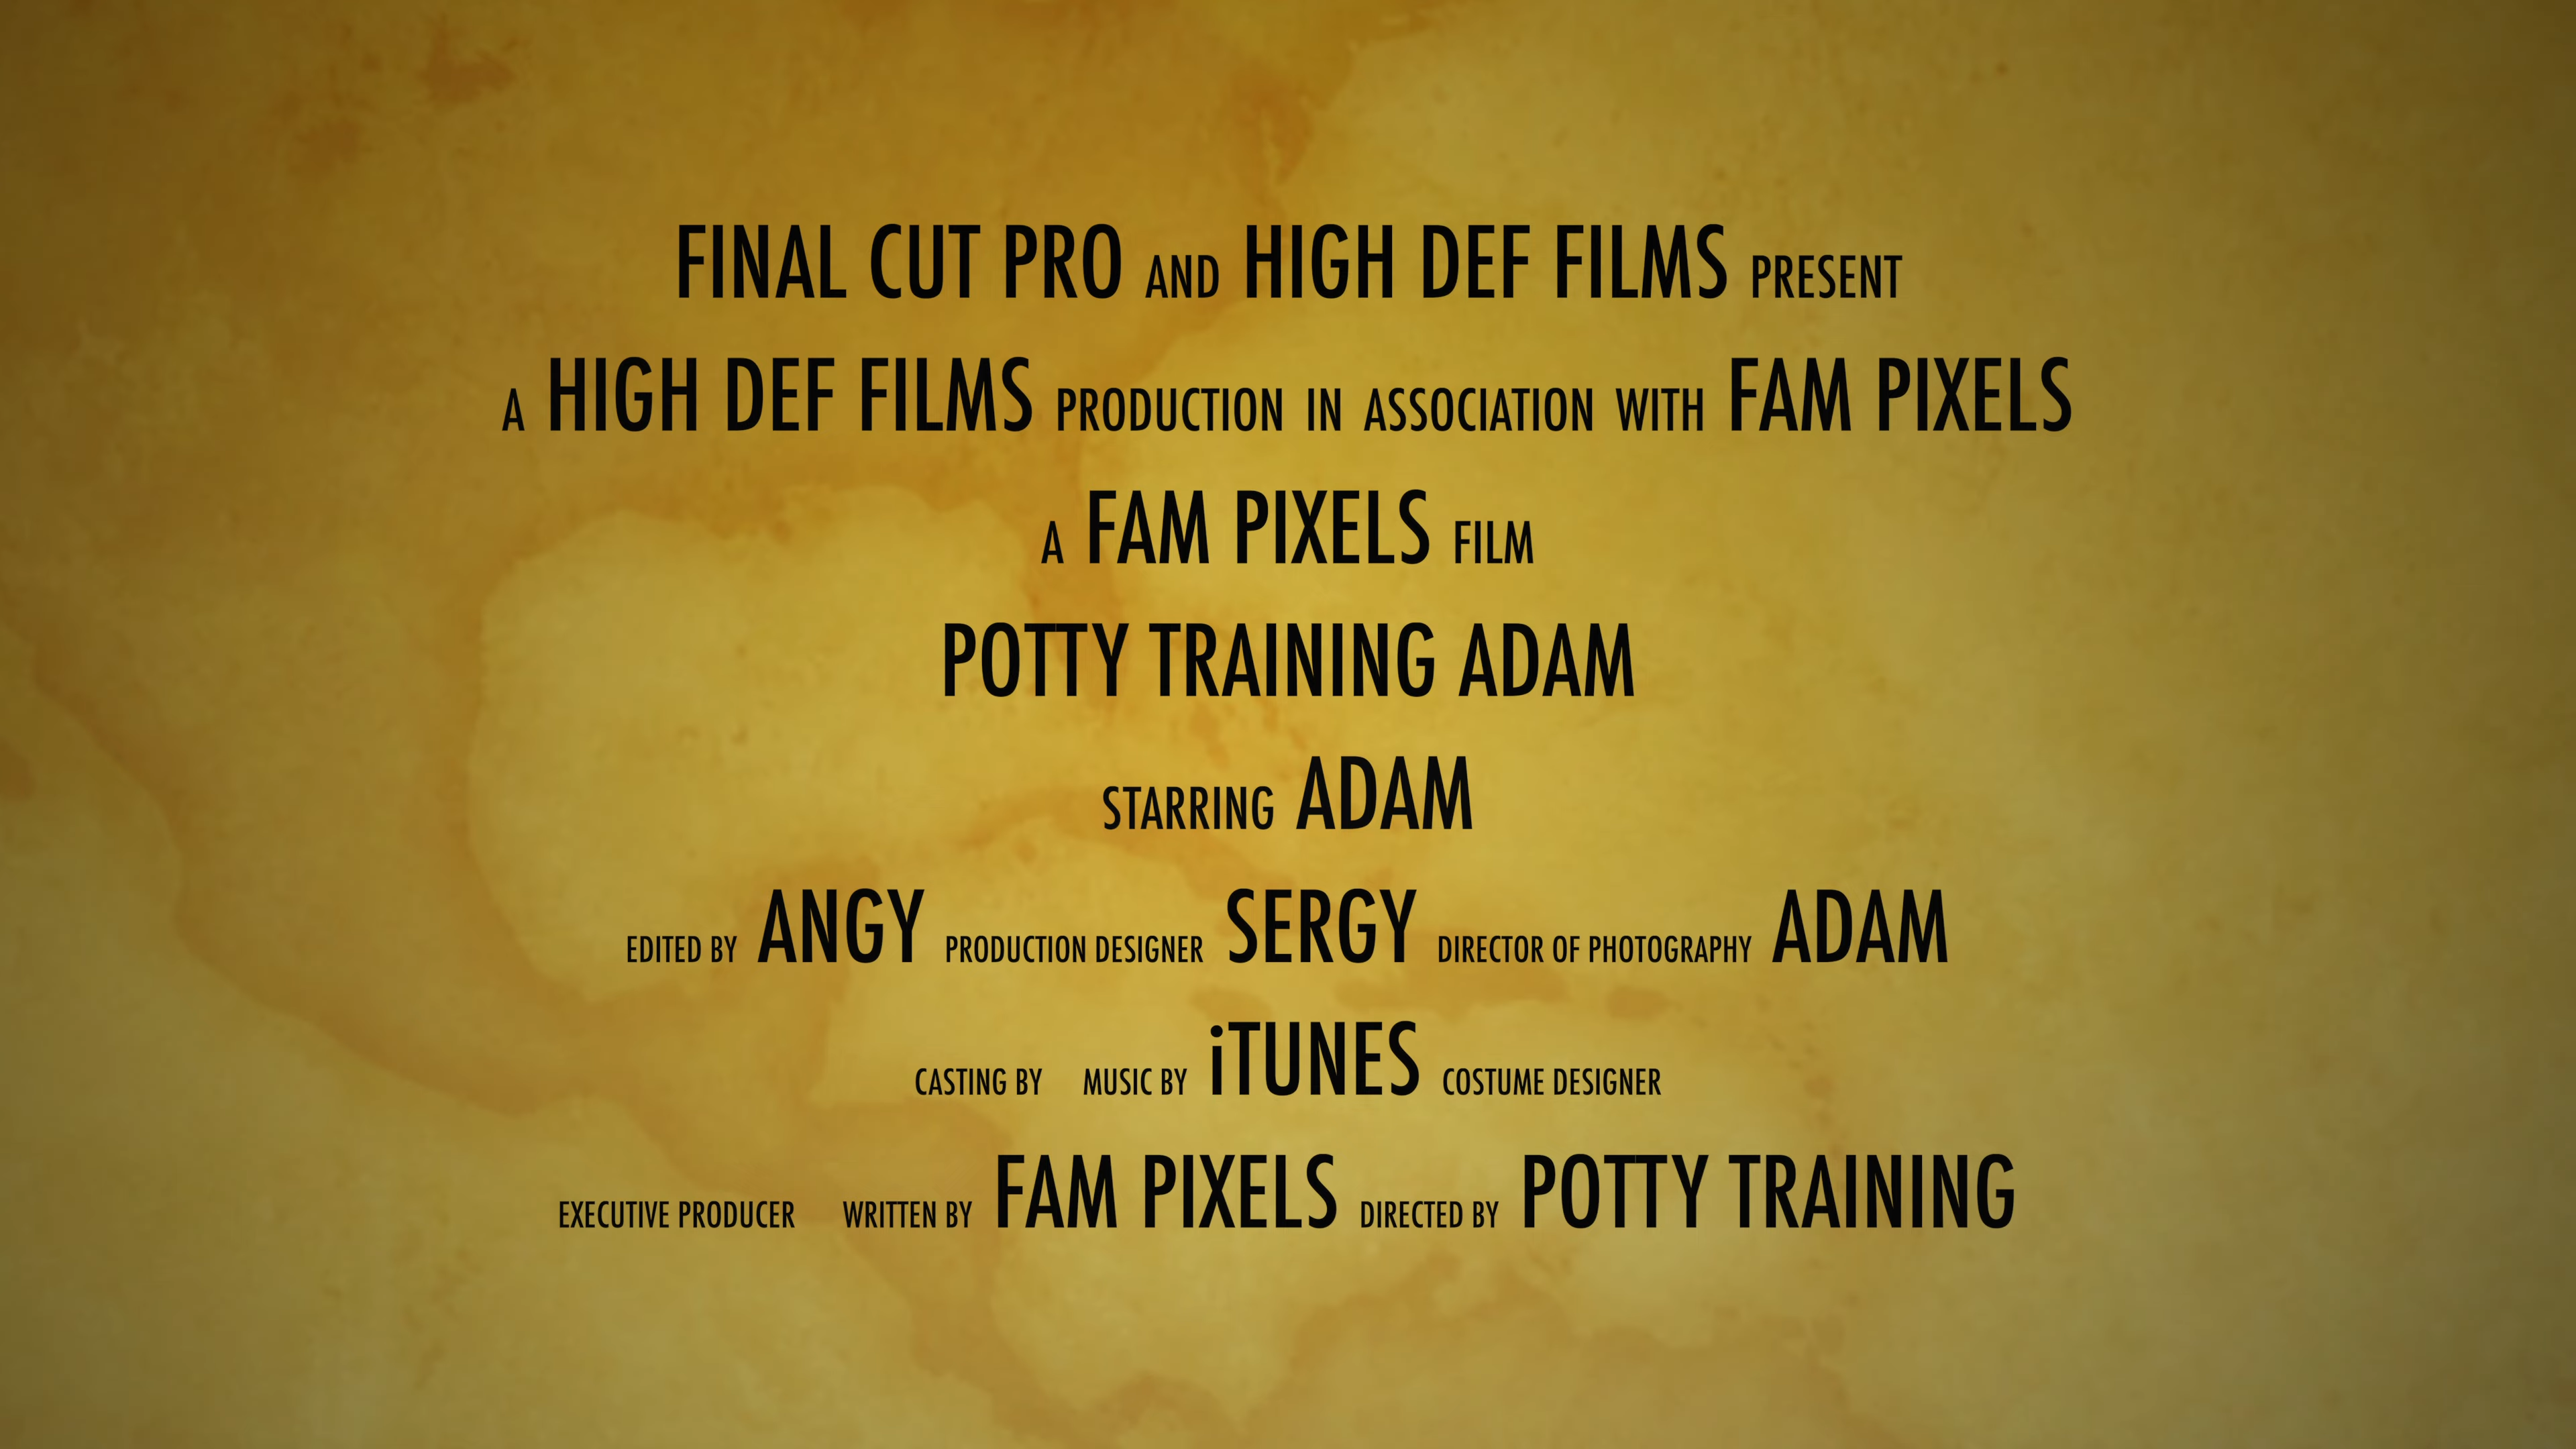 FINAL CUT PRO AND HIGH DEF FILMS PRESENT
A HIGH DEF FILMS PRODUCTION IN ASSOCIATION WITH FAM PIXELS
A FAM PIXELS FILM
POTTY TRAINING ADAM
STARRING ADAM
EDITED BY ANGY PRODUCTION DESIGNER SERGY DIRECTOR OF PHOTOGRAPHY ADAM
CASTING BY MUSIC BY iTUNES COSTUME DESIGNER
EXECUTIVE PRODUCER WRITTEN BY FAM PIXELS DIRECTED BY POTTY TRAINING